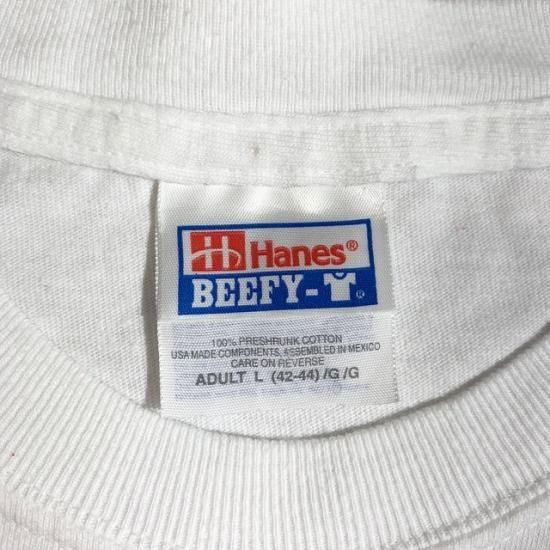 Hanes®
BEEFY-T®
100% PRESHRUNK COTTON
USA MADE COMPONENTS, ASSEMBLED IN MEXICO
CARE ON REVERSE
ADULT L (42-44) /G /G